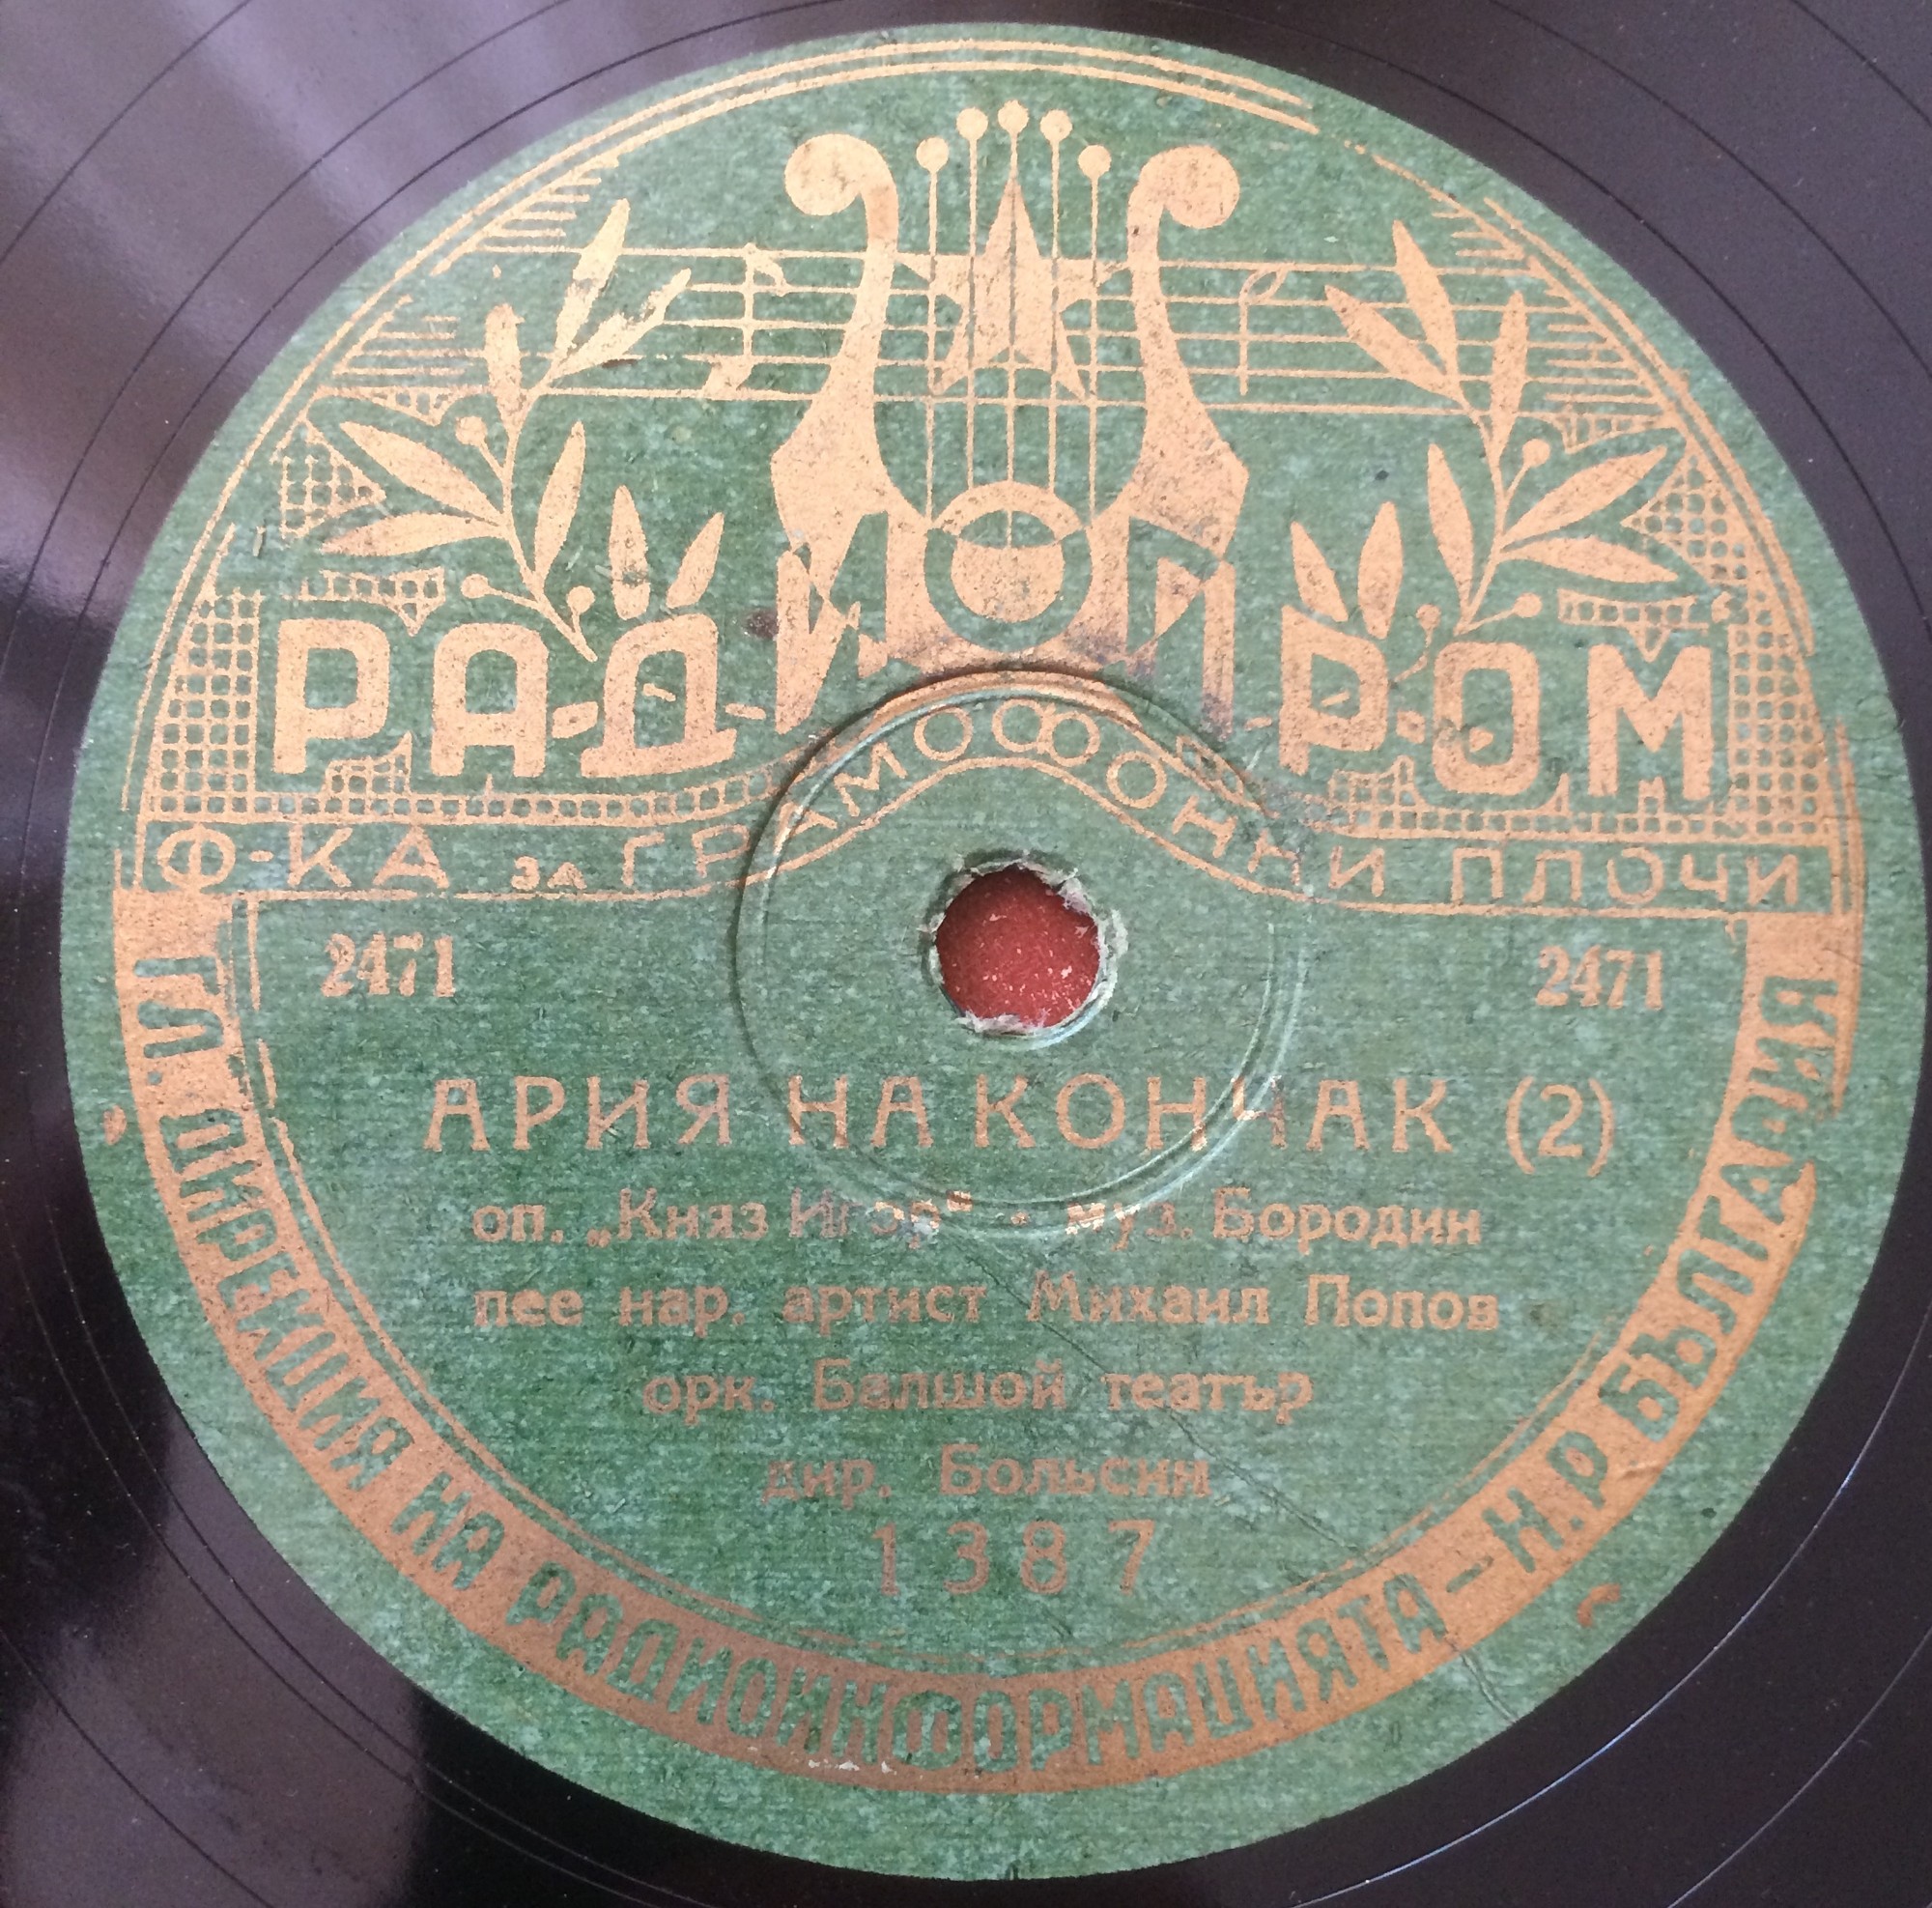 РАДИОПРОМ
Ф-КА ЗА ГРАМОФОННИ ПЛОЧИ
2471 2471
АРИЯ НА КОНЧАК (2)
оп. „Княз Игор“ - муз. Бородин
пее нар. артист Михаил Попов
орк. Балшой театър
дир. Больсин
1387
ГЛ. ДИРЕКЦИЯ НА РАДИОИНФОРМАЦИЯТА – Н.Р БЪЛГАРИЯ